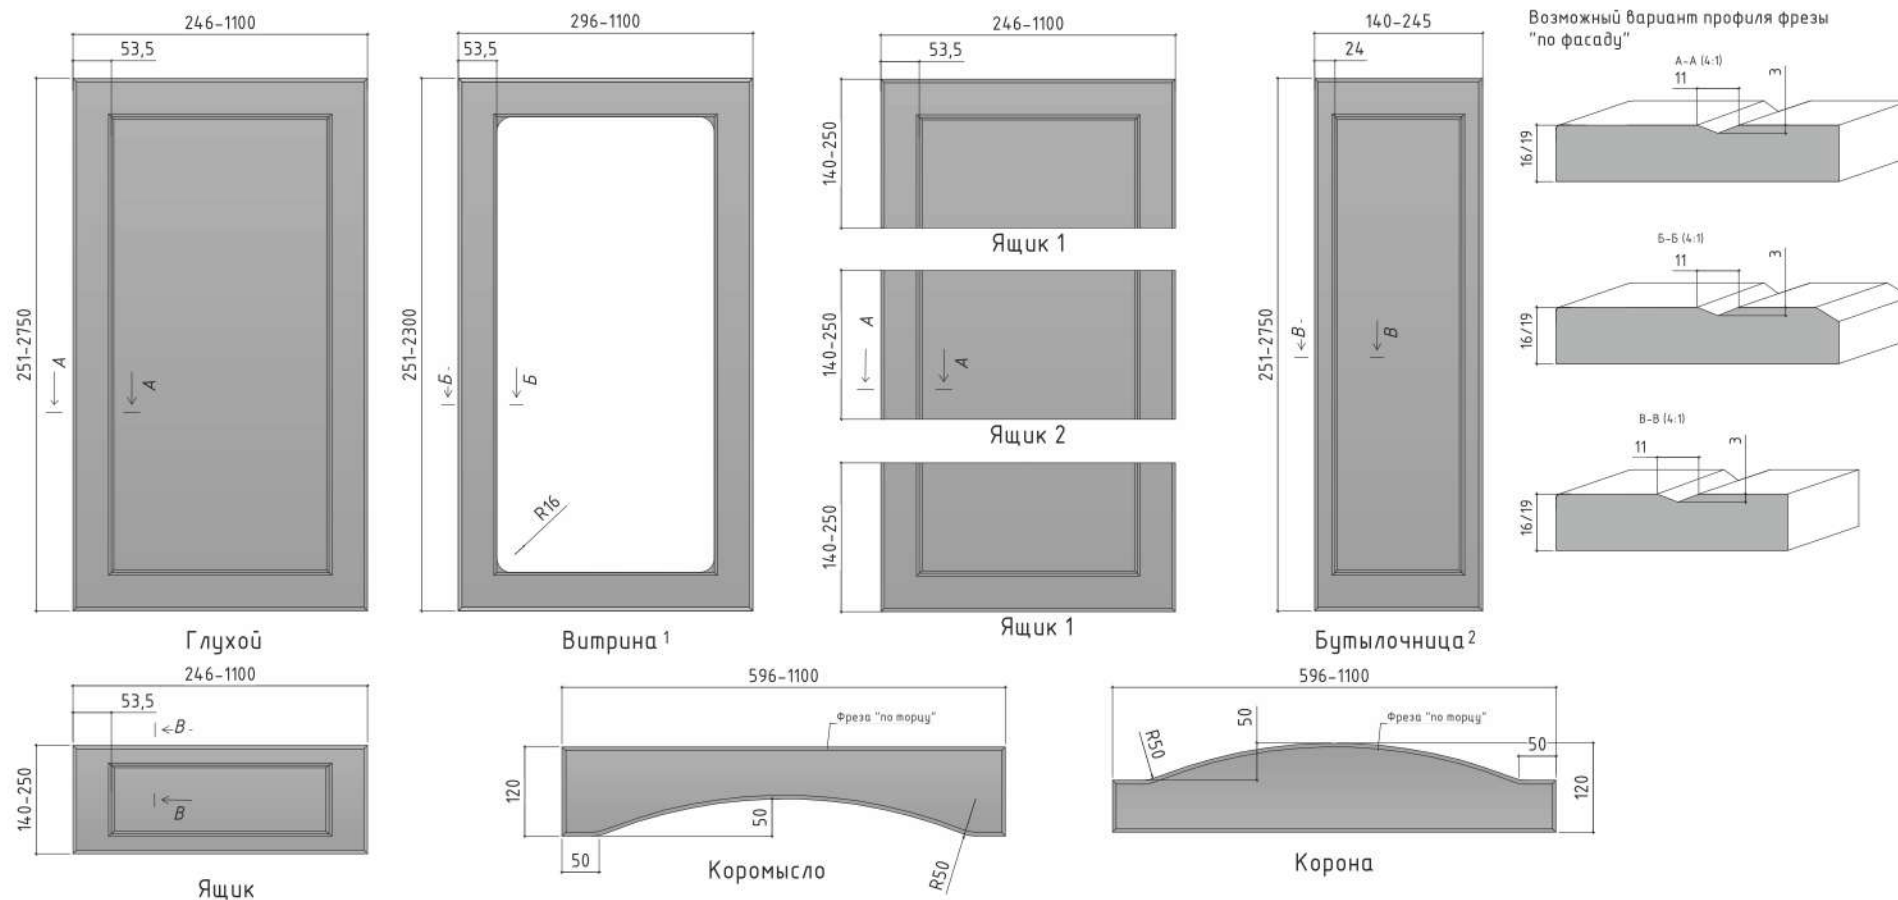 246-1100
53,5
251-2750
А
А
Глухой
296-1100
53,5
251-2300
Б
Б
R16
Витрина 1
246-1100
53,5
140-250
Ящик 1
140-250
А
А
Ящик 2
140-250
Ящик 1
140-245
24
251-2750
В
В
Бутылочница 2
Возможный вариант профиля фрезы
"по фасаду"
А-А (4:1)
11
3
16/19
Б-Б (4:1)
11
3
16/19
В-В (4:1)
11
3
16/19
246-1100
53,5
В
140-250
В
Ящик
596-1100
Фреза "по торцу"
120
50
50
R50
Коромысло
596-1100
50
Фреза "по торцу"
R50
50
120
Корона